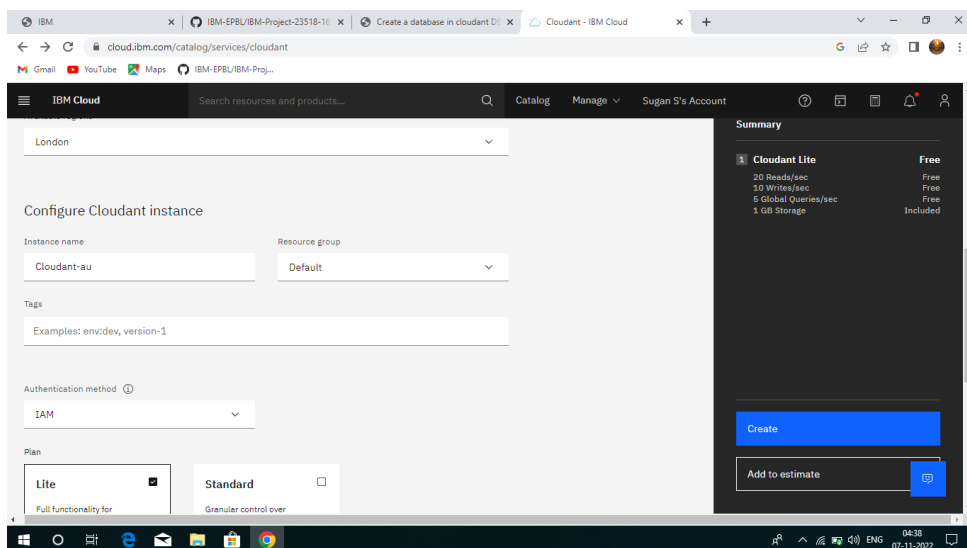 IBM
IBM-EPBL/IBM-Project-23518-16
Create a database in cloudant DB
Cloudant - IBM Cloud
cloud.ibm.com/catalog/services/cloudant
Gmail YouTube Maps IBM-EPBL/IBM-Proj...
IBM Cloud
Search resources and products...
Catalog Manage Sugan S's Account
Available regions
London
Configure Cloudant instance
Instance name Resource group
Cloudant-au Default
Tags
Examples: env:dev, version-1
Authentication method
IAM
Plan
Lite
Full functionality for
Standard
Granular control over
Summary
1 Cloudant Lite Free
20 Reads/sec Free
10 Writes/sec Free
5 Global Queries/sec Free
1 GB Storage Included
Create
Add to estimate
ENG
04:38
07-11-2022